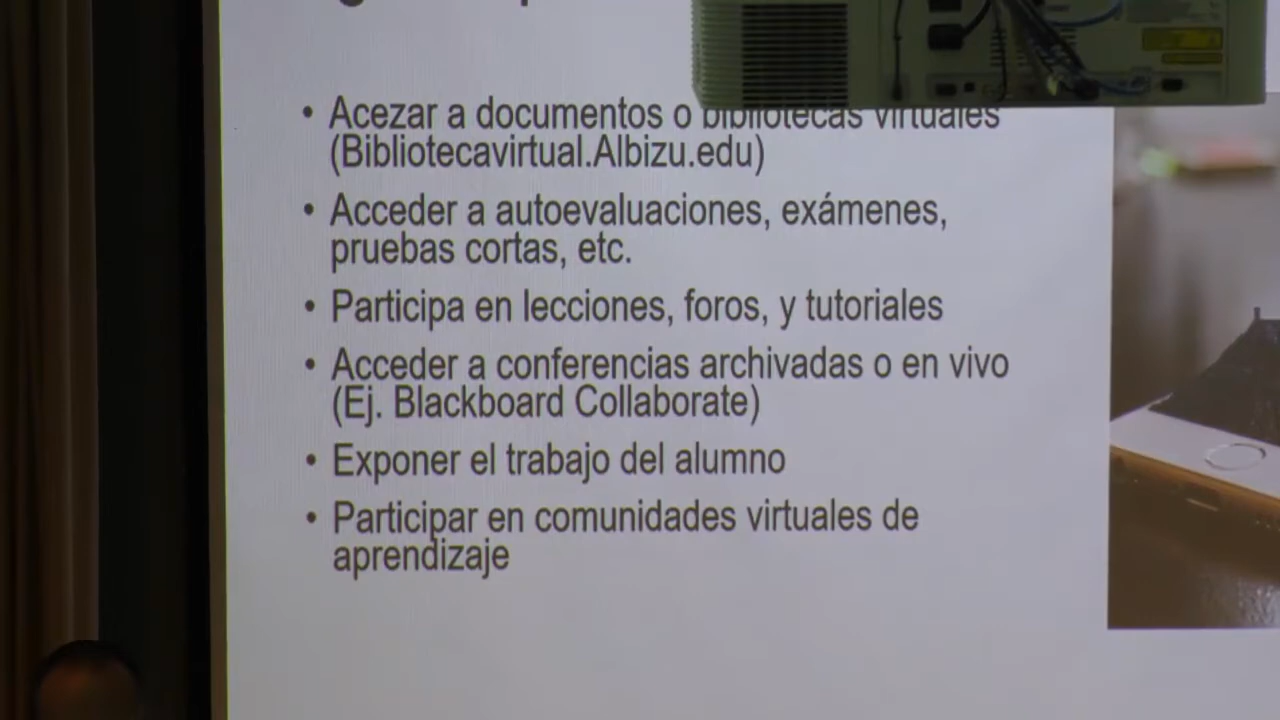 • Acezar a documentos o bibliotecas virtuales
(Bibliotecavirtual.Albizu.edu)
• Acceder a autoevaluaciones, exámenes,
pruebas cortas, etc.
• Participa en lecciones, foros, y tutoriales
• Acceder a conferencias archivadas o en vivo
(Ej. Blackboard Collaborate)
• Exponer el trabajo del alumno
• Participar en comunidades virtuales de
aprendizaje